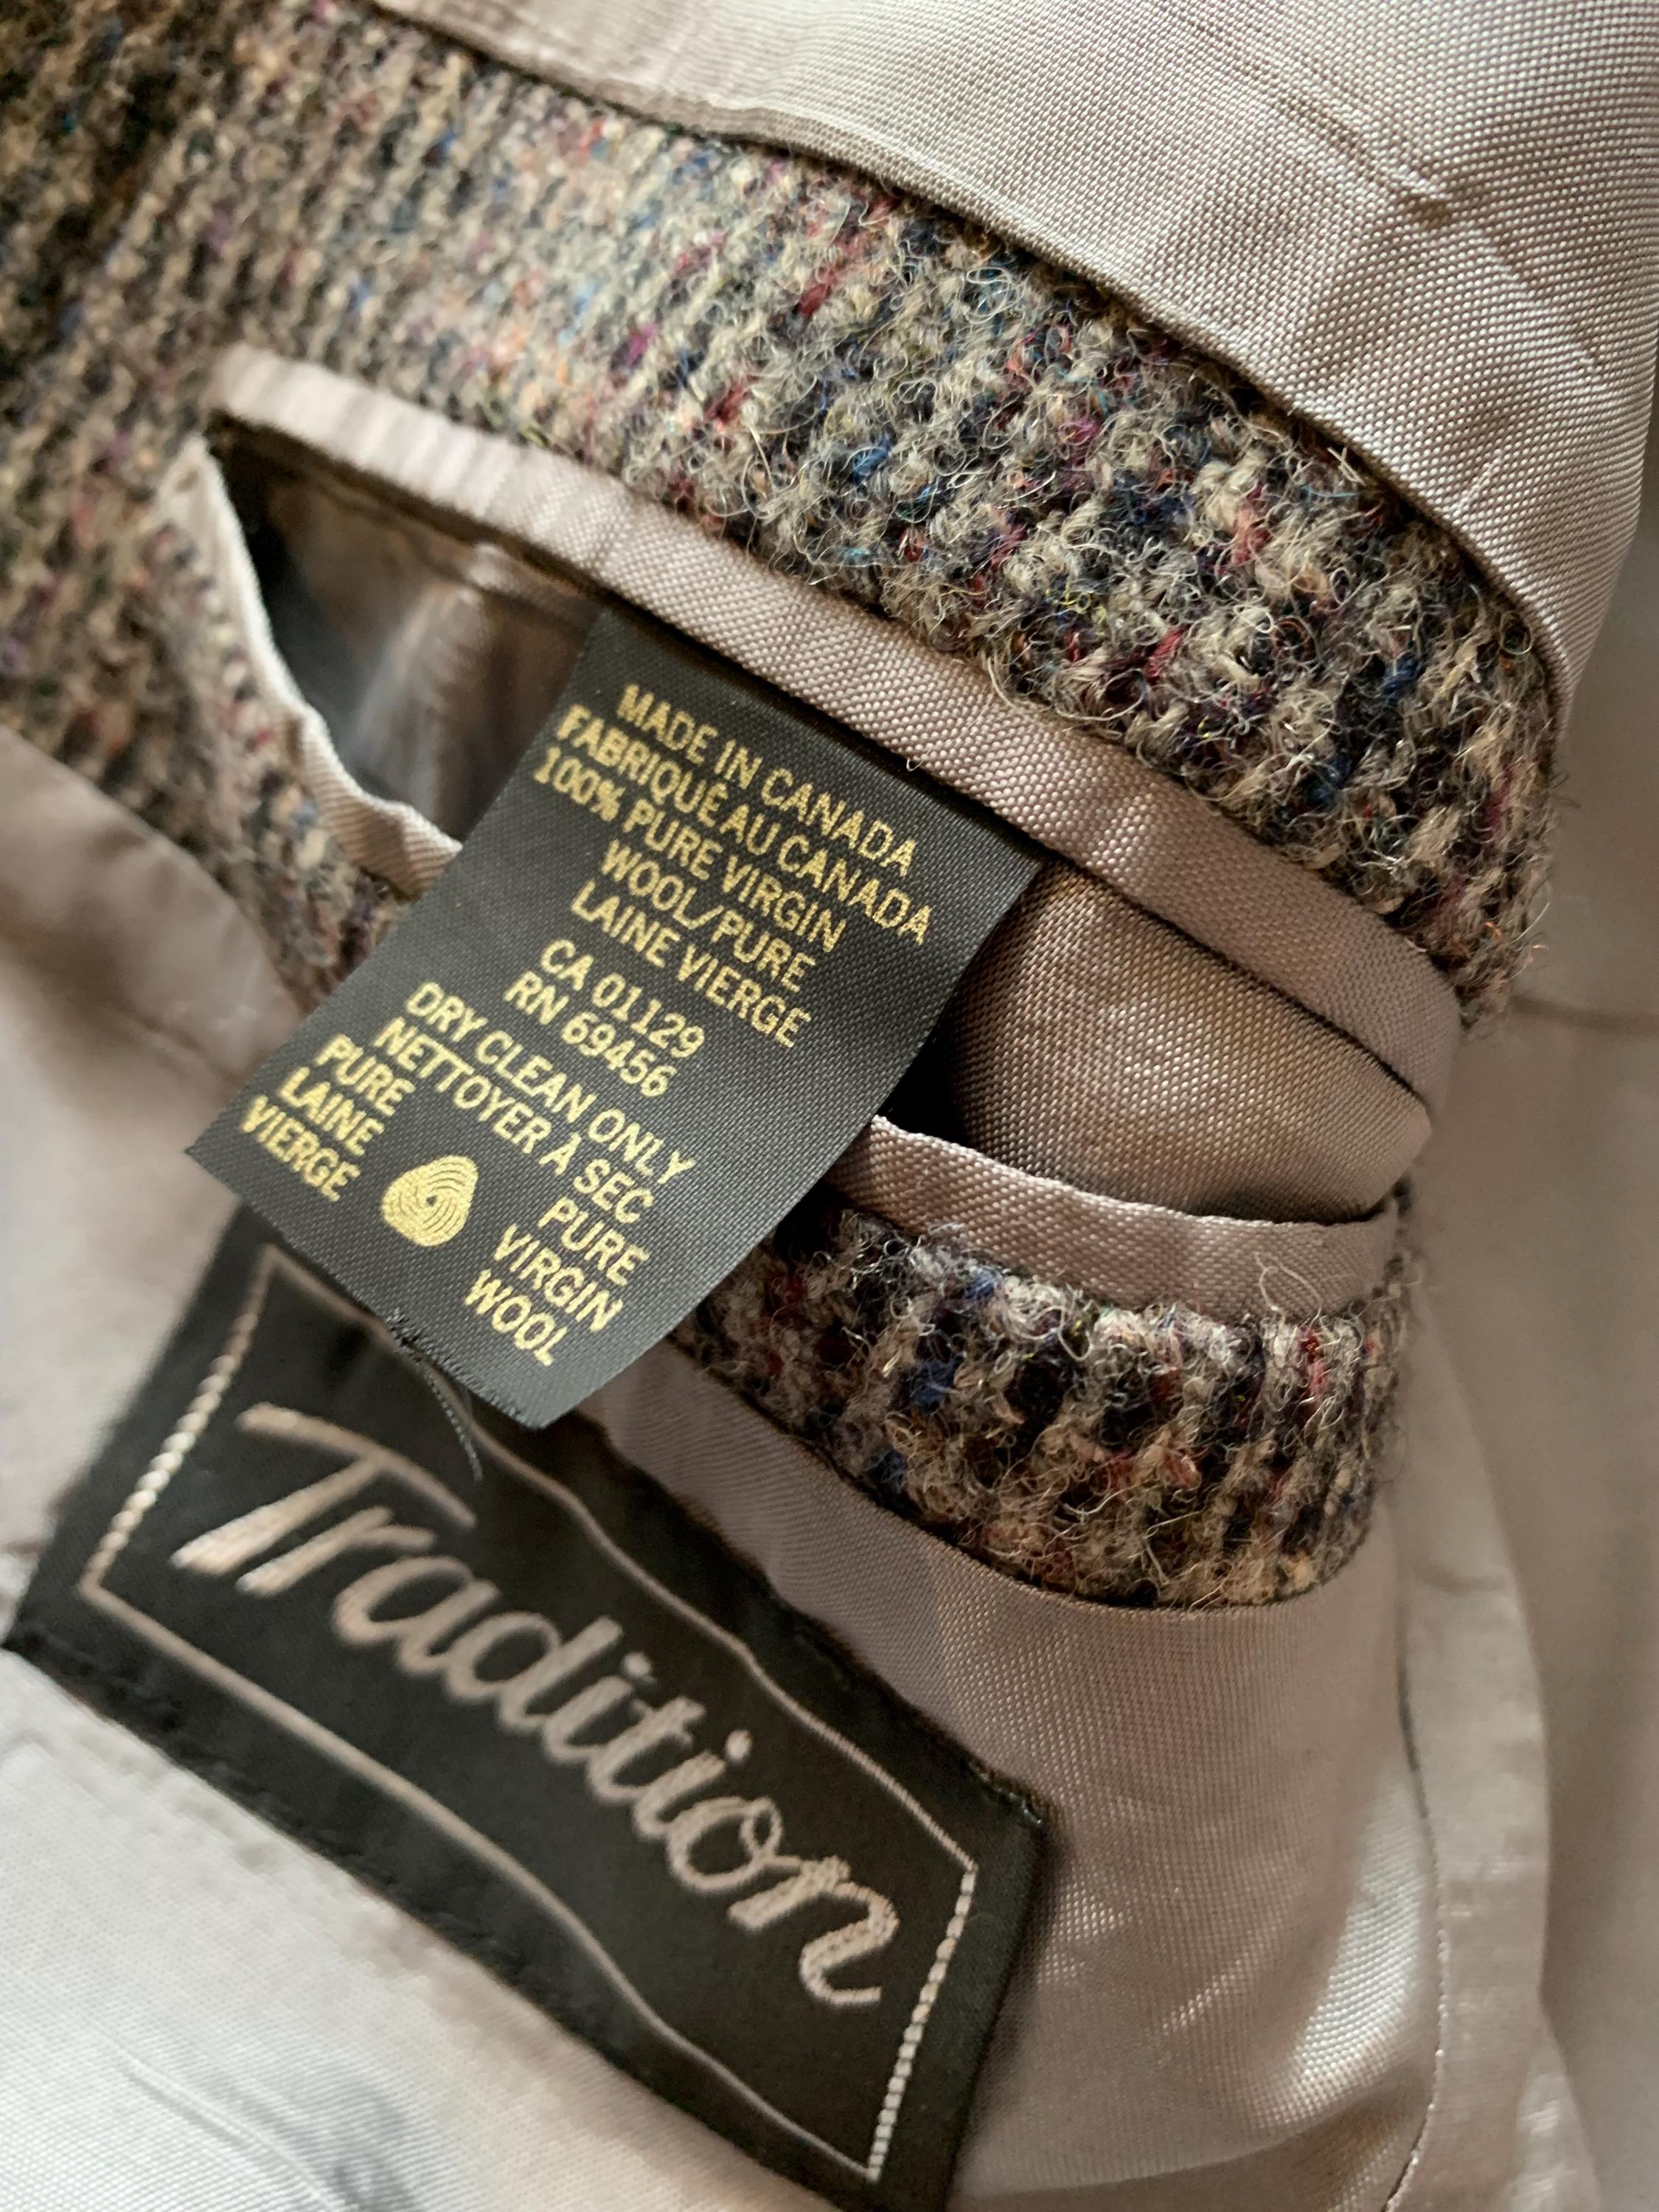 MADE IN CANADA
FABRIQUÉ AU CANADA
100% PURE VIRGIN
WOOL/PURE
LAINE VIERGE
CA 01129
RN 69456
DRY CLEAN ONLY
NETTOYER À SEC
PURE
LAINE
VIERGE
PURE
VIRGIN
WOOL
Tradition